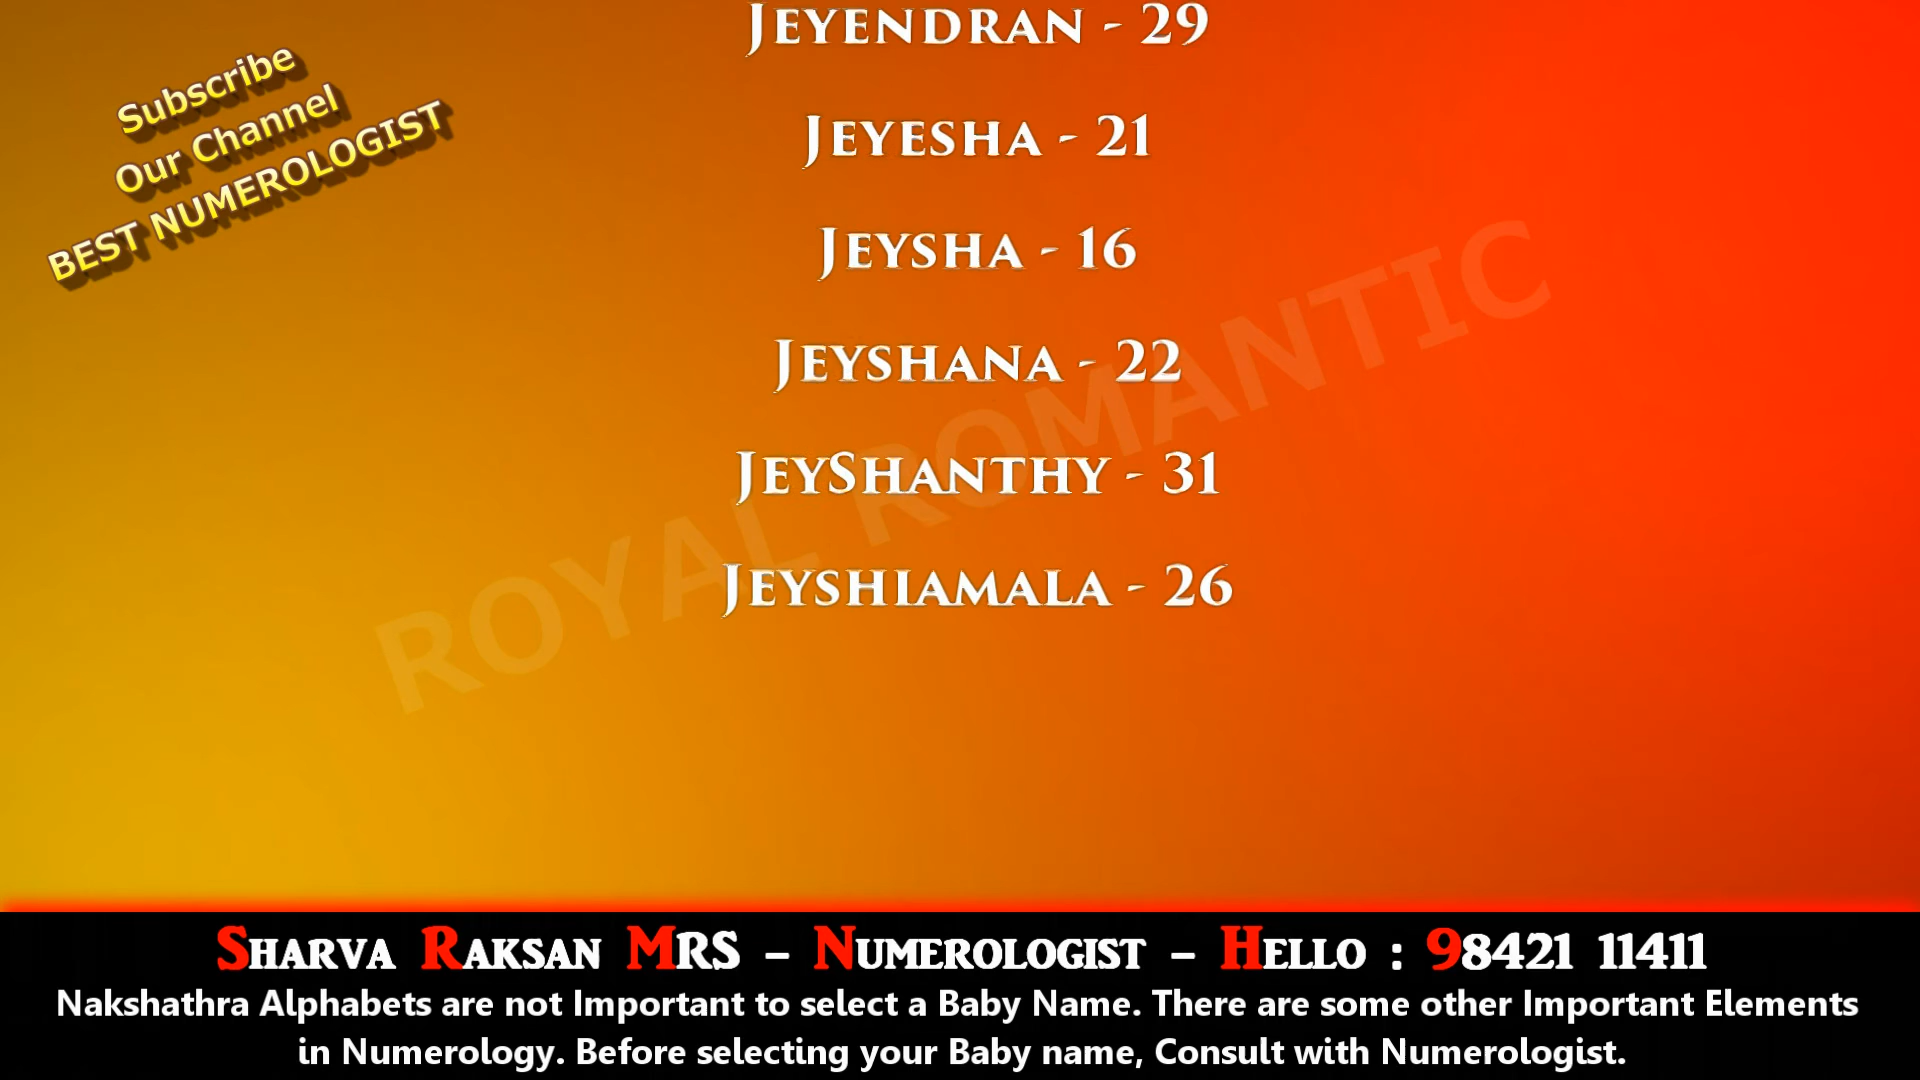 Jeyendran - 29
Subscribe
Our Channel
BEST NUMEROLOGIST
Jeyesha - 21
Jeysha - 16
Jeyshana - 22
JeyShanthy - 31
Jeyshiamala - 26
ROYAL ROMANTIC
Sharva Raksan MRS – Numerologist – Hello : 98421 11411
Nakshathra Alphabets are not Important to select a Baby Name. There are some other Important Elements
in Numerology. Before selecting your Baby name, Consult with Numerologist.